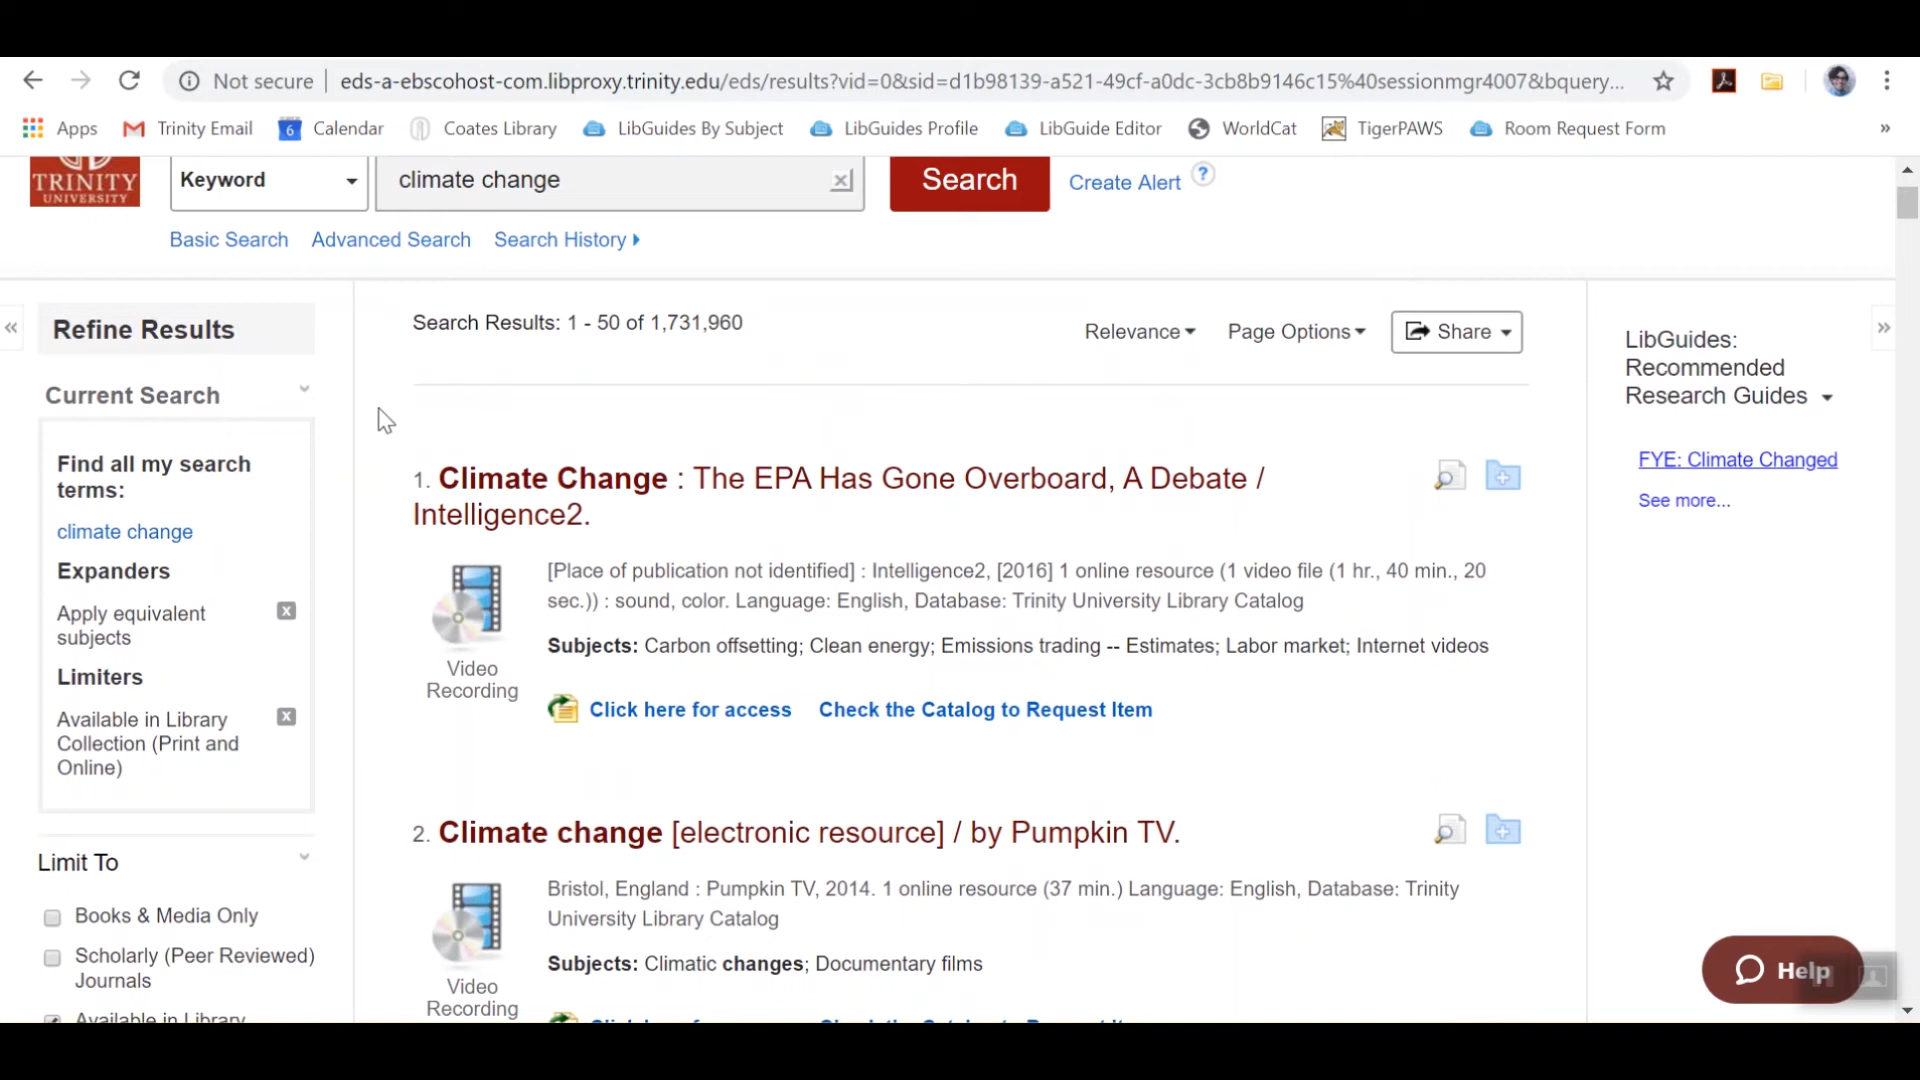 Not secure | eds-a-ebscohost-com.libproxy.trinity.edu/eds/results?vid=0&sid=d1b98139-a521-49cf-a0dc-3cb8b9146c15%40sessionmgr4007&bquery...
Apps Trinity Email 6 Calendar Coates Library LibGuides By Subject LibGuides Profile LibGuide Editor WorldCat TigerPAWS Room Request Form »
TRINITY
UNIVERSITY
Keyword climate change Search Create Alert ?
Basic Search Advanced Search Search History
Refine Results
Current Search
Find all my search
terms:
climate change
Expanders
Apply equivalent
subjects
Limiters
Available in Library
Collection (Print and
Online)
Limit To
Books & Media Only
Scholarly (Peer Reviewed)
Journals
Available in Library
Search Results: 1 - 50 of 1,731,960
Relevance Page Options Share
1. Climate Change : The EPA Has Gone Overboard, A Debate /
Intelligence2.
[Place of publication not identified] : Intelligence2, [2016] 1 online resource (1 video file (1 hr., 40 min., 20
sec.)) : sound, color. Language: English, Database: Trinity University Library Catalog
Subjects: Carbon offsetting; Clean energy; Emissions trading -- Estimates; Labor market; Internet videos
Video
Recording
Click here for access Check the Catalog to Request Item
2. Climate change [electronic resource] / by Pumpkin TV.
Bristol, England : Pumpkin TV, 2014. 1 online resource (37 min.) Language: English, Database: Trinity
University Library Catalog
Subjects: Climatic changes; Documentary films
Video
Recording
LibGuides:
Recommended
Research Guides
FYE: Climate Changed
See more...
Help